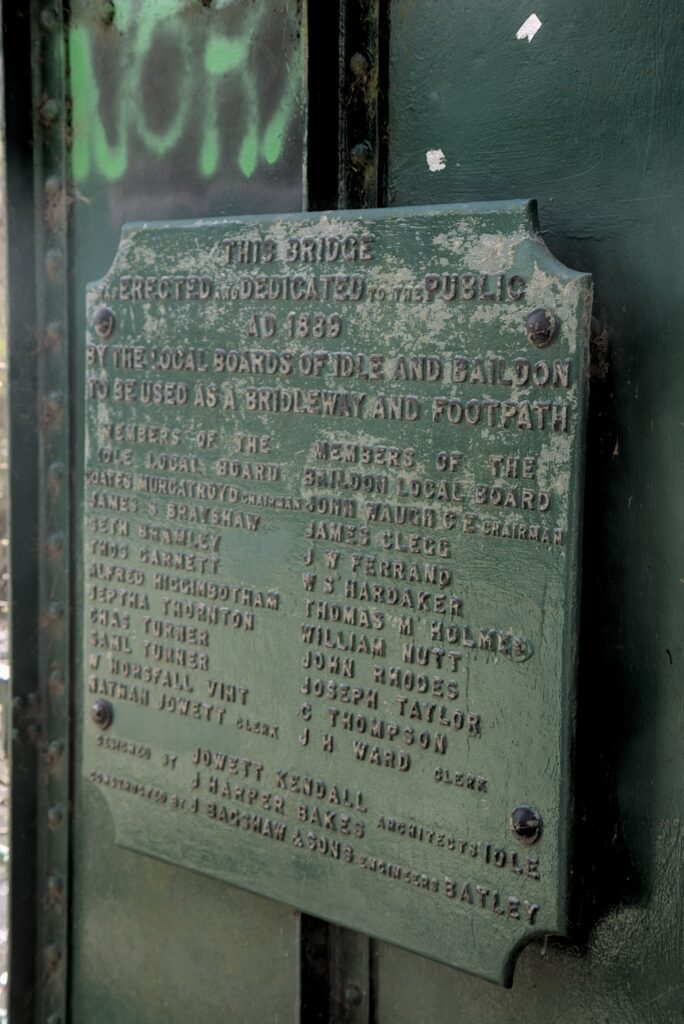 THIS BRIDGE
WAS ERECTED AND DEDICATED TO THE PUBLIC
AD 1889
BY THE LOCAL BOARDS OF IDLE AND BAILDON
TO BE USED AS A BRIDLEWAY AND FOOTPATH
MEMBERS OF THE
IDLE LOCAL BOARD
COATES MURGATROYD CHAIRMAN
JAMES S BRAYSHAW
SETH BRAMLEY
THOS GARNETT
ALFRED HIGGINBOTHAM
JEPTHA THORNTON
CHAS TURNER
SAML TURNER
W HORSFALL VINT
NATHAN JOWETT CLERK
MEMBERS OF THE
BAILDON LOCAL BOARD
JOHN WAUGH C E CHAIRMAN
JAMES CLEGG
J W FERRAND
W S HARDAKER
THOMAS M HOLMES
WILLIAM NUTT
JOHN RHODES
JOSEPH TAYLOR
C THOMPSON
J H WARD CLERK
DESIGNED BY JOWETT KENDALL
J HARPER BAKES ARCHITECTS IDLE
CONSTRUCTED BY J BAGSHAW & SONS ENGINEERS BATLEY